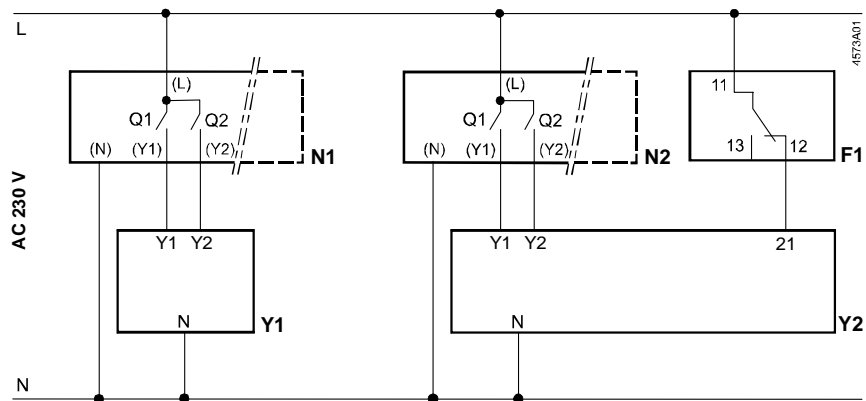 L
4573A01
(L)
(L)
11
Q1
Q2
Q1
Q2
(N)
(Y1)
(Y2)
N1
(N)
(Y1)
(Y2)
N2
13
12
F1
AC 230 V
Y1
Y2
Y1
Y2
21
N
Y1
N
Y2
N